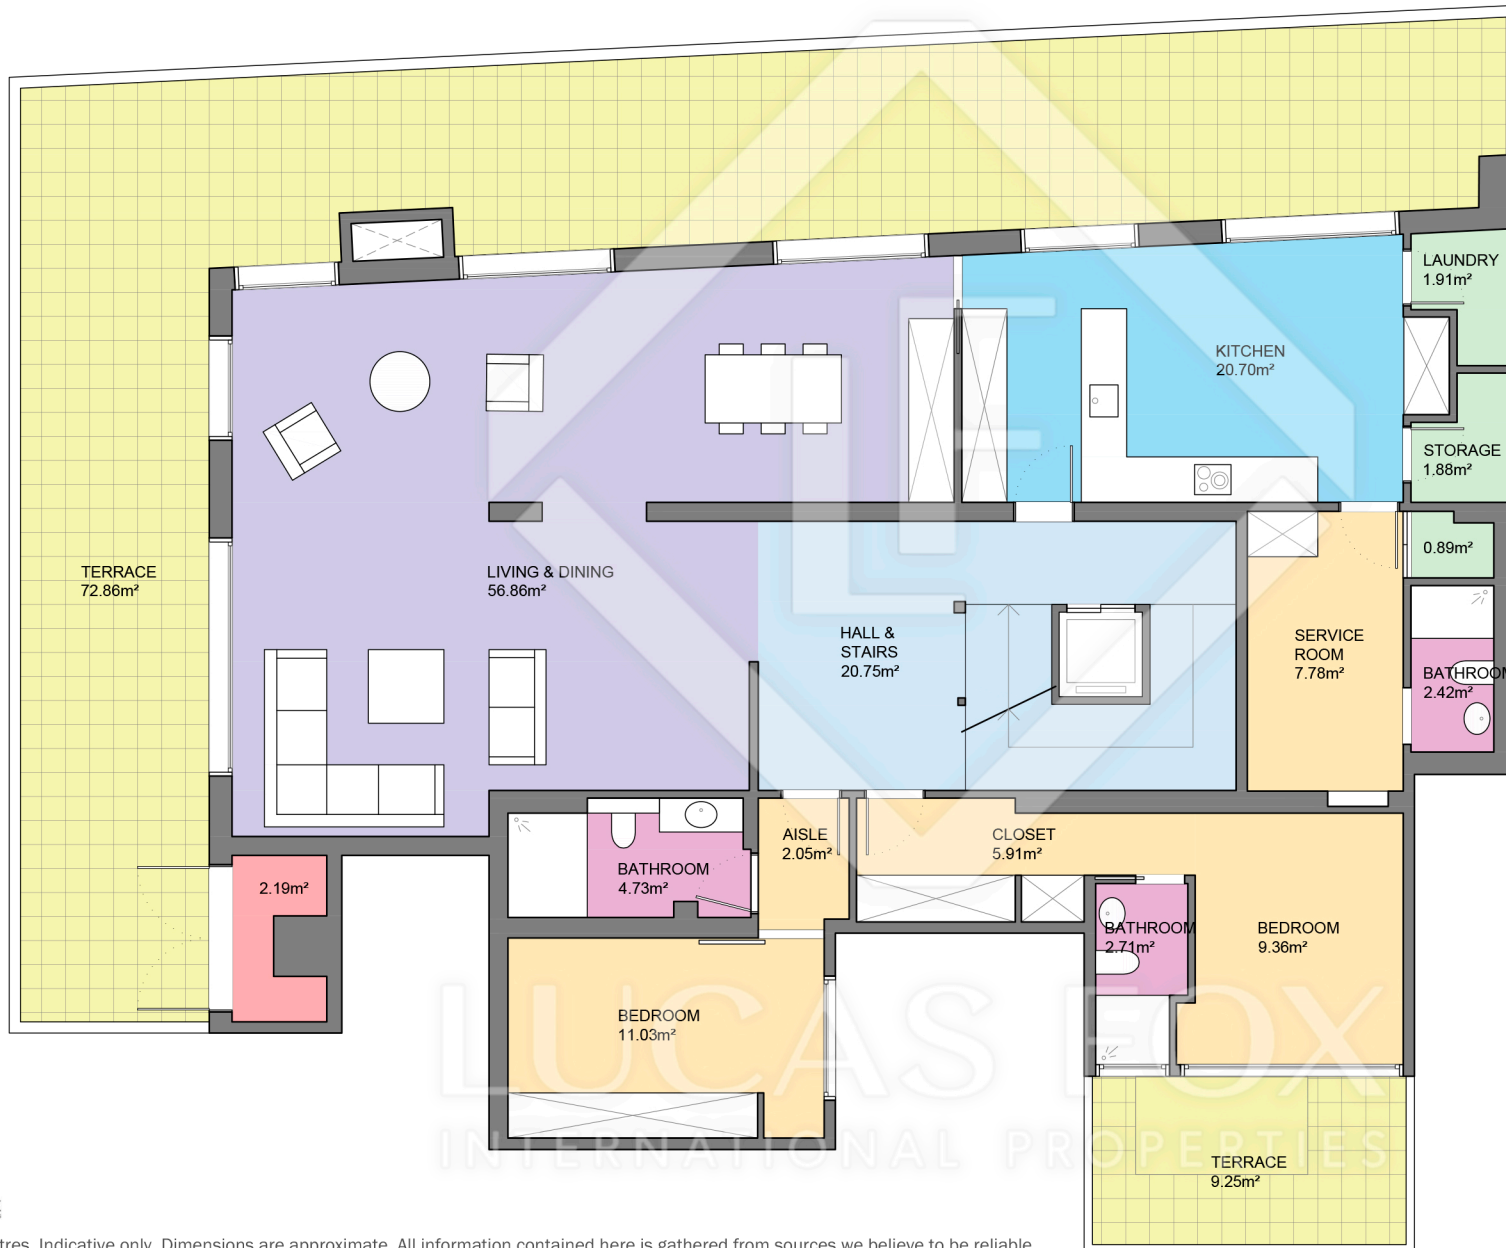 LAUNDRY
1.91m²
KITCHEN
20.70m²
STORAGE
1.88m²
0.89m²
TERRACE
72.86m²
LIVING & DINING
56.86m²
HALL &
STAIRS
20.75m²
SERVICE
ROOM
7.78m²
BATHROOM
2.42m²
AISLE
2.05m²
CLOSET
5.91m²
BATHROOM
4.73m²
2.19m²
BATHROOM
2.71m²
BEDROOM
9.36m²
BEDROOM
11.03m²
LUCAS FOX
INTERNATIONAL PROPERTIES
TERRACE
9.25m²
tres. Indicative only. Dimensions are approximate. All information contained here is gathered from sources we believe to be reliable